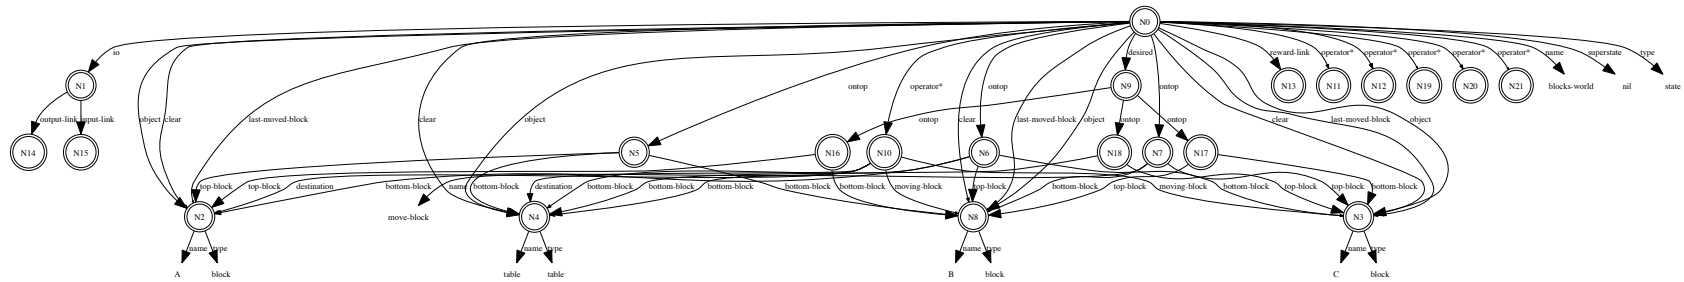 N0
io
desired
reward-link operator* operator* operator* operator* operator* name superstate type
N1 N9 N13 N11 N12 N19 N20 N21 blocks-world nil state
ontop operator* ontop ontop
output-link input-link object clear last-moved-block clear object ontop clear last-moved-block object ontop ontop clear last-moved-block object
N14 N15 N5 N16 N10 N6 N18 N7 N17
top-block top-block destination bottom-block name bottom-block destination bottom-block bottom-block bottom-block bottom-block bottom-block moving-block top-block bottom-block top-block moving-block bottom-block top-block top-block bottom-block
N2 move-block N4 N8 N3
name type name type name type name type
A block table table B block C block